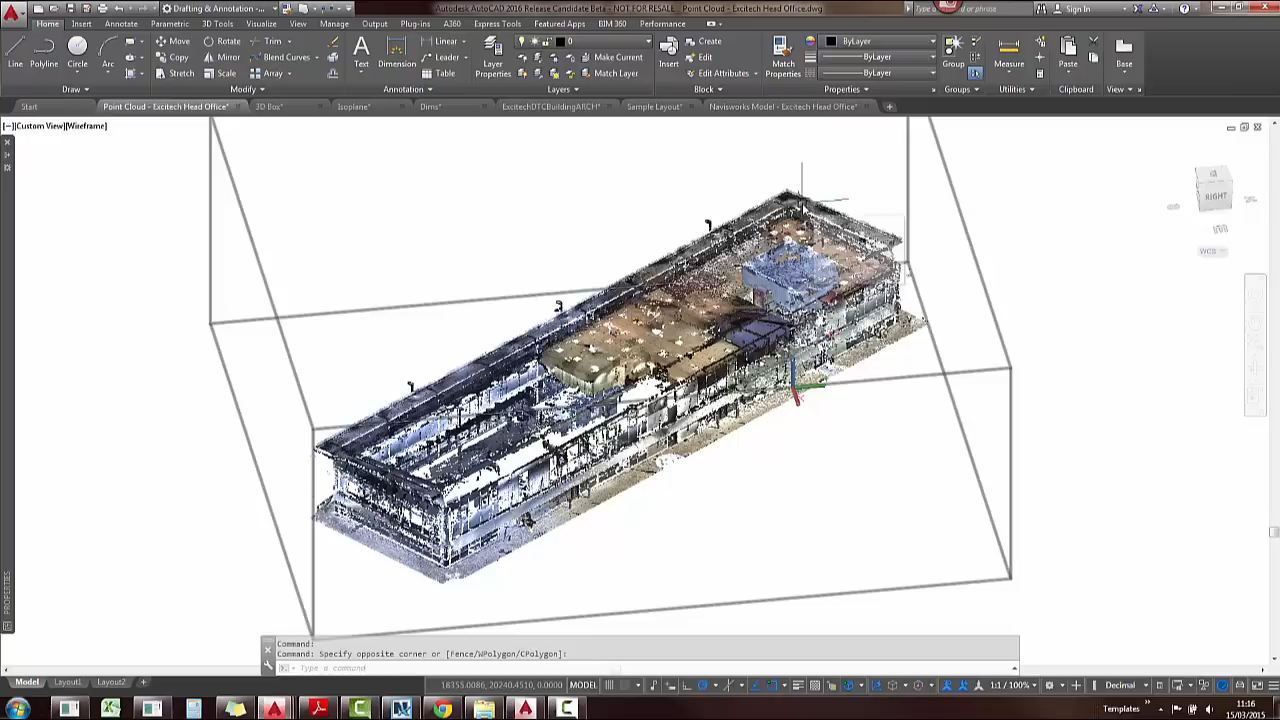 Drafting & Annotation -...
Autodesk AutoCAD 2016 Release Candidate Beta - NOT FOR RESALE   Point Cloud - Excitech Head Office.dwg
Sign In
Home Insert Annotate Parametric 3D Tools Visualize View Manage Output Plug-ins A360 Express Tools Featured Apps BIM 360 Performance
Line Polyline Circle Arc
Move Rotate Trim
Copy Mirror Blend Curves
Stretch Scale Array
Text Dimension
Linear
Leader
Table
Layer Properties
0
Make Current
Match Layer
Insert
Create
Edit
Edit Attributes
Match Properties
ByLayer
ByLayer
ByLayer
Group Measure Paste Base
Draw Modify Annotation Layers Block Properties Groups Utilities Clipboard View
Start Point Cloud - Excitech Head Office* 3D Box* Isoplane* Dims* ExcitechDTCBuildingARCH* Sample Layout* Navisworks Model - Excitech Head Office*
[−][Custom View][Wireframe]
RIGHT
WCS
PROPERTIES
Command:
Command: Specify opposite corner or [Fence/WPolygon/CPolygon]:
Type a command
Model Layout1 Layout2 +
18355.0086, 20240.4510, 0.0000 MODEL 1:1 / 100% Decimal
Templates
11:16
15/03/2015